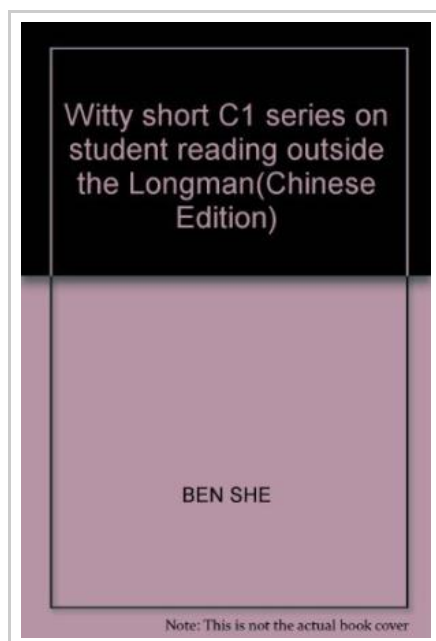 Witty short C1 series on
student reading outside
the Longman(Chinese
Edition)
BEN SHE
Note: This is not the actual book cover